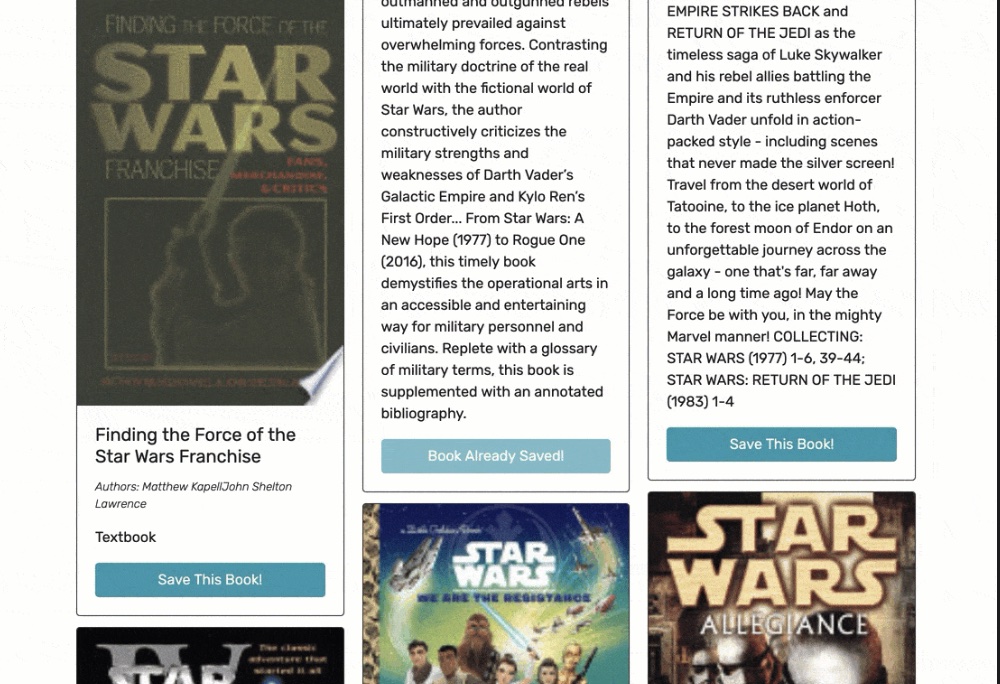 FINDING THE FORCE OF THE
STAR
WARS
FRANCHISE
FANS,
MERCHANDISE,
& CRITICS
Finding the Force of the
Star Wars Franchise
Authors: Matthew KapellJohn Shelton
Lawrence
Textbook
Save This Book!
The classic
adventure that
started it all
STAR
outmanned and outgunned rebels
ultimately prevailed against
overwhelming forces. Contrasting
the military doctrine of the real
world with the fictional world of
Star Wars, the author
constructively criticizes the
military strengths and
weaknesses of Darth Vader’s
Galactic Empire and Kylo Ren’s
First Order... From Star Wars: A
New Hope (1977) to Rogue One
(2016), this timely book
demystifies the operational arts in
an accessible and entertaining
way for military personnel and
civilians. Replete with a glossary
of military terms, this book is
supplemented with an annotated
bibliography.
Book Already Saved!
a Little Golden Book
STAR
WARS
WE ARE THE RESISTANCE
EMPIRE STRIKES BACK and
RETURN OF THE JEDI as the
timeless saga of Luke Skywalker
and his rebel allies battling the
Empire and its ruthless enforcer
Darth Vader unfold in action-
packed style - including scenes
that never made the silver screen!
Travel from the desert world of
Tatooine, to the ice planet Hoth,
to the forest moon of Endor on an
unforgettable journey across the
galaxy - one that's far, far away
and a long time ago! May the
Force be with you, in the mighty
Marvel manner! COLLECTING:
STAR WARS (1977) 1-6, 39-44;
STAR WARS: RETURN OF THE JEDI
(1983) 1-4
Save This Book!
STAR
WARS
ALLEGIANCE